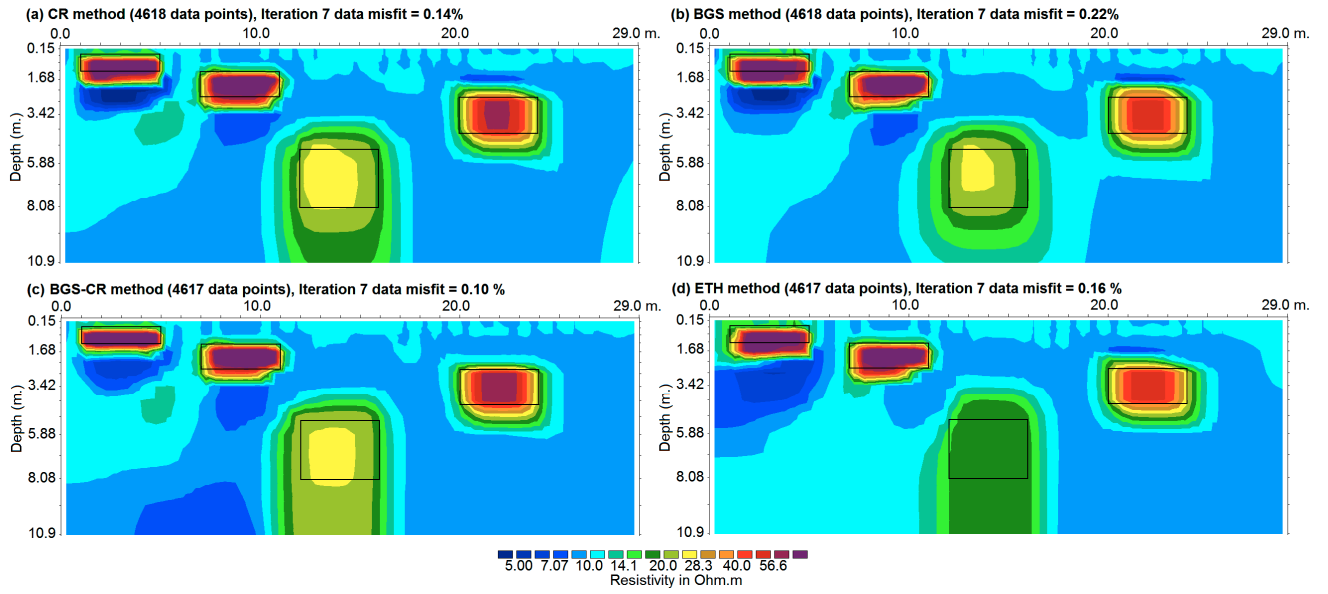 (a) CR method (4618 data points), Iteration 7 data misfit = 0.14%
0.0 10.0 20.0 29.0 m.
0.15
1.68
3.42
5.88
8.08
10.9
Depth (m.)
(b) BGS method (4618 data points), Iteration 7 data misfit = 0.22%
0.0 10.0 20.0 29.0 m.
0.15
1.68
3.42
5.88
8.08
10.9
Depth (m.)
(c) BGS-CR method (4617 data points), Iteration 7 data misfit = 0.10 %
0.0 10.0 20.0 29.0 m.
0.15
1.68
3.42
5.88
8.08
10.9
Depth (m.)
(d) ETH method (4617 data points), Iteration 7 data misfit = 0.16 %
0.0 10.0 20.0 29.0 m.
0.15
1.68
3.42
5.88
8.08
10.9
Depth (m.)
5.00 7.07 10.0 14.1 20.0 28.3 40.0 56.6
Resistivity in Ohm.m